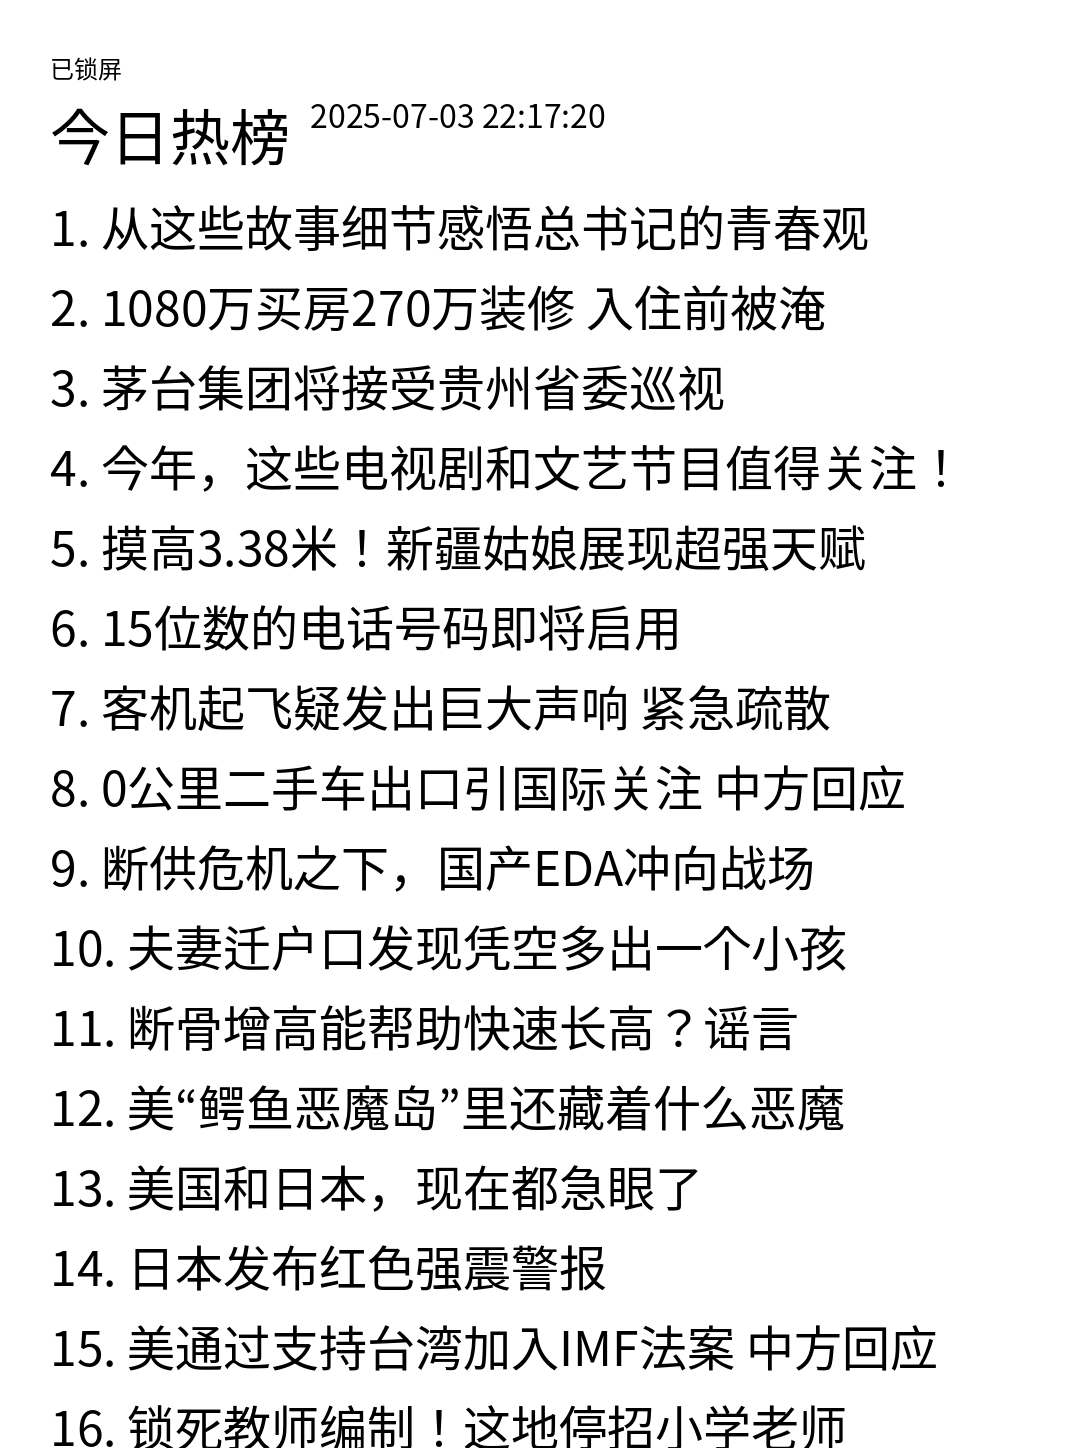 已锁屏
今日热榜 2025-07-03 22:17:20
1. 从这些故事细节感悟总书记的青春观
2. 1080万买房270万装修 入住前被淹
3. 茅台集团将接受贵州省委巡视
4. 今年，这些电视剧和文艺节目值得关注！
5. 摸高3.38米！新疆姑娘展现超强天赋
6. 15位数的电话号码即将启用
7. 客机起飞疑发出巨大声响 紧急疏散
8. 0公里二手车出口引国际关注 中方回应
9. 断供危机之下，国产EDA冲向战场
10. 夫妻迁户口发现凭空多出一个小孩
11. 断骨增高能帮助快速长高？谣言
12. 美“鳄鱼恶魔岛”里还藏着什么恶魔
13. 美国和日本，现在都急眼了
14. 日本发布红色强震警报
15. 美通过支持台湾加入IMF法案 中方回应
16. 锁死教师编制！这地停招小学老师